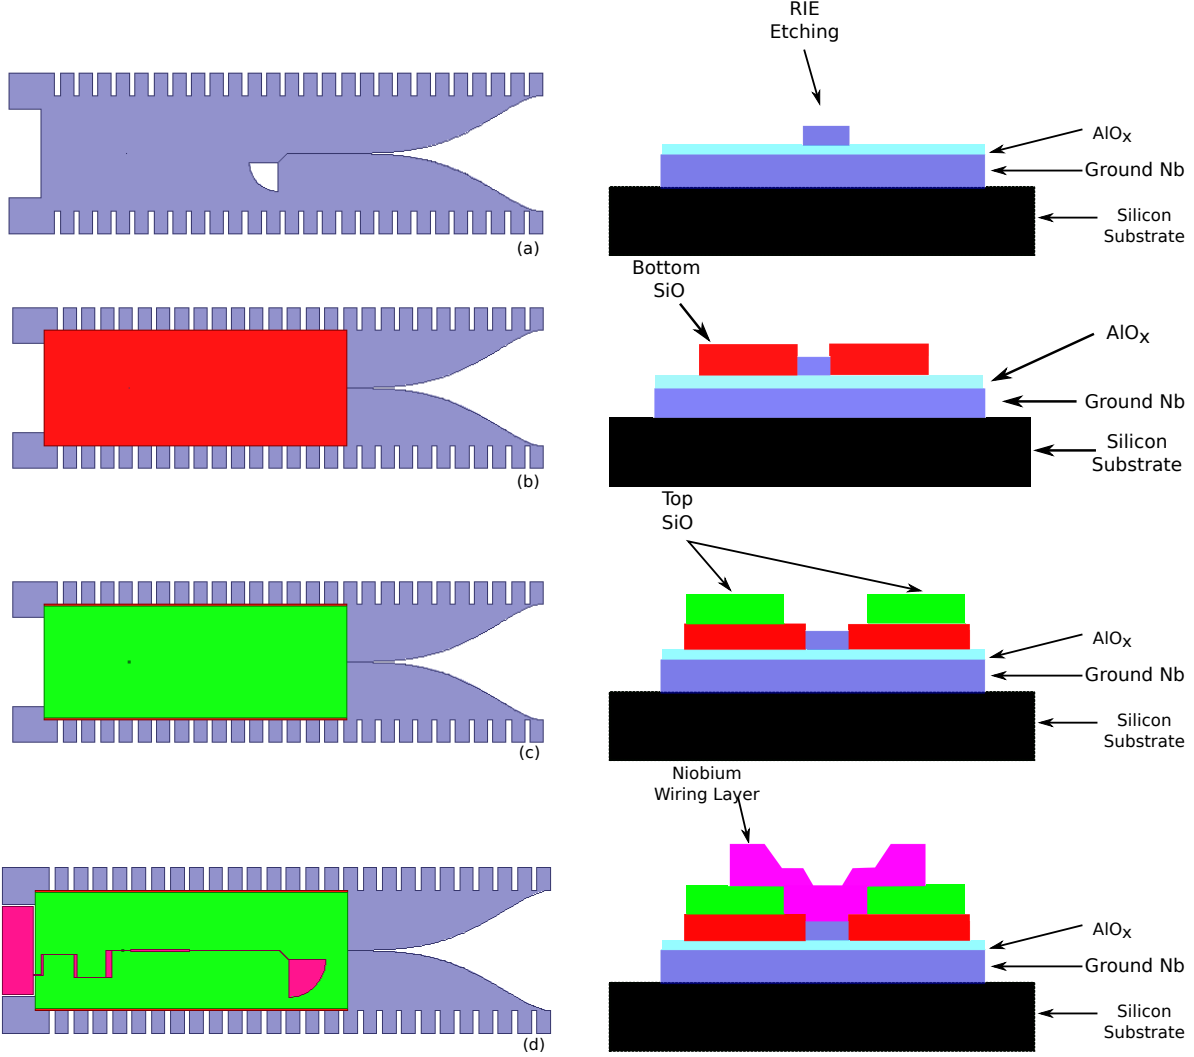 RIE
Etching
AlOx
Ground Nb
Silicon
Substrate
(a)
Bottom
SiO
AlOx
Ground Nb
Silicon
Substrate
(b)
Top
SiO
AlOx
Ground Nb
Silicon
Substrate
(c)
Niobium
Wiring Layer
AlOx
Ground Nb
Silicon
Substrate
(d)